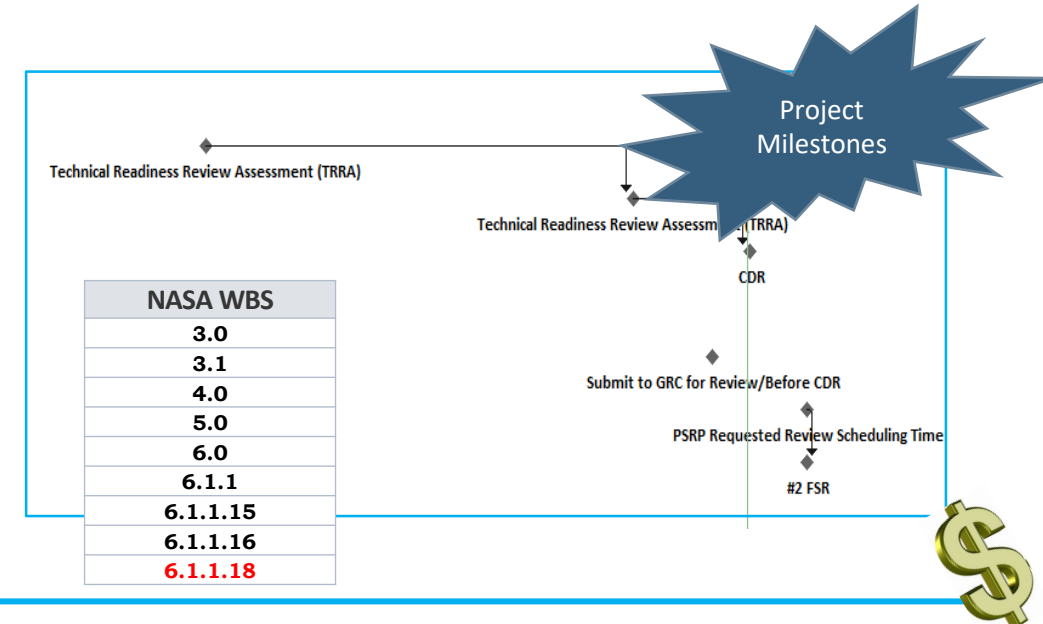 Project
Milestones
Technical Readiness Review Assessment (TRRA)
Technical Readiness Review Assessm (TRRA)
CDR
NASA WBS
3.0
3.1
4.0
5.0
6.0
6.1.1
6.1.1.15
6.1.1.16
6.1.1.18
Submit to GRC for Review/Before CDR
PSRP Requested Review Scheduling Time
#2 FSR
$